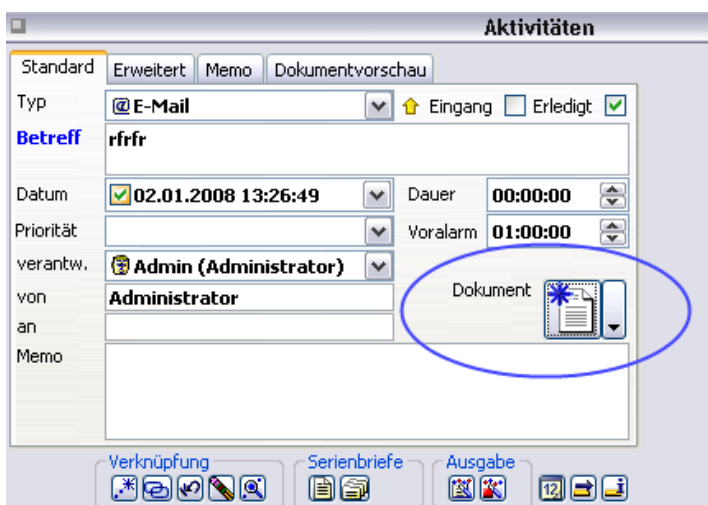 Aktivitäten
Standard Erweitert Memo Dokumentvorschau
Typ @ E-Mail Eingang Erledigt
Betreff rfrfr
Datum 02.01.2008 13:26:49 Dauer 00:00:00
Priorität Voralarm 01:00:00
verantw. Admin (Administrator)
von Administrator Dokument
an
Memo
Verknüpfung Serienbriefe Ausgabe
12